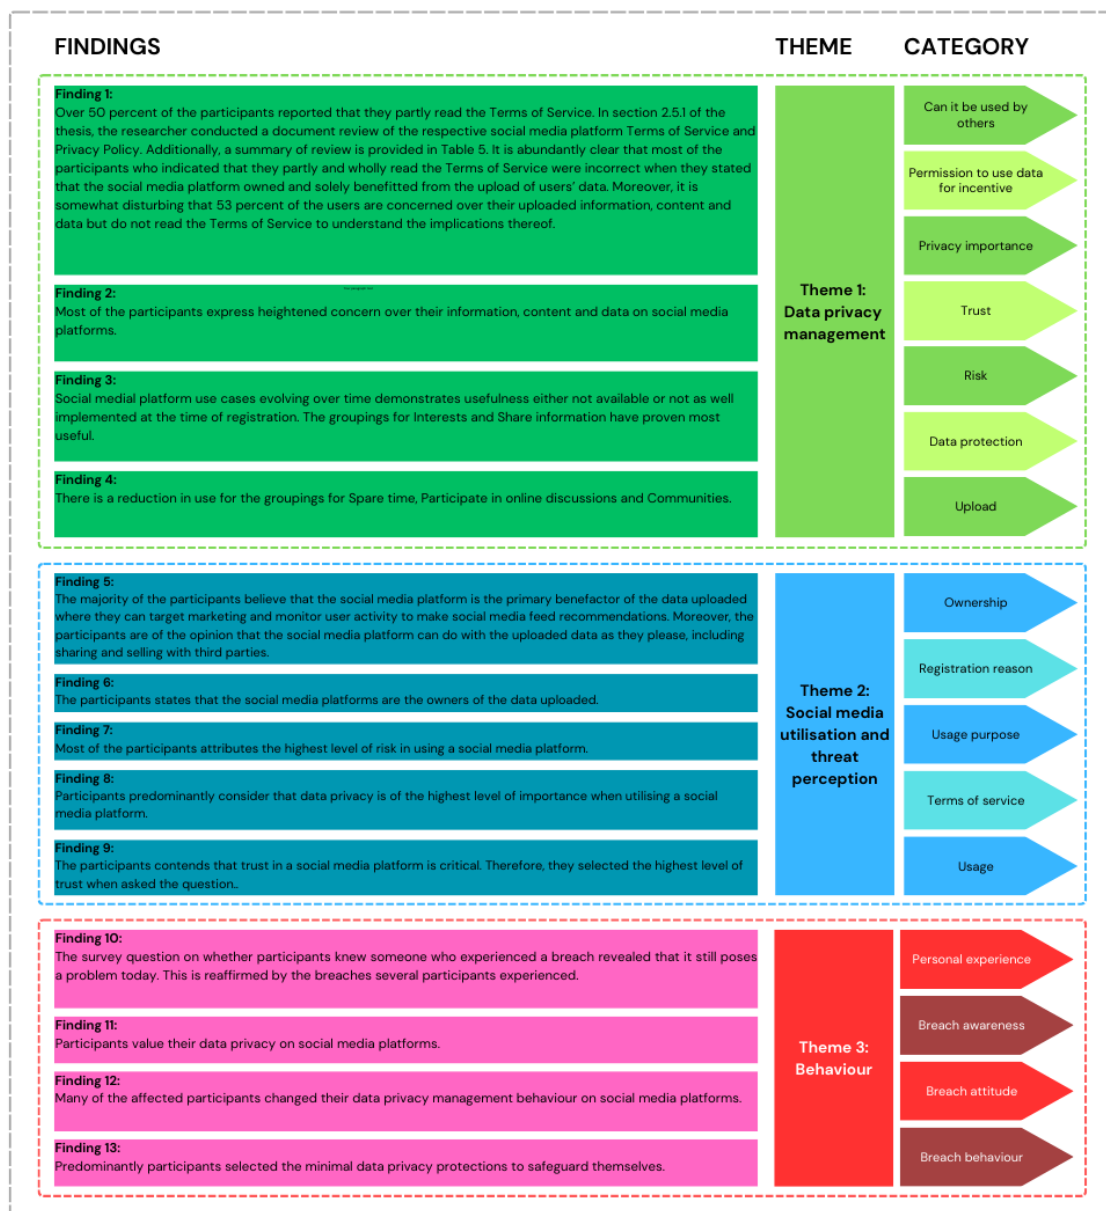 FINDINGS
THEME
CATEGORY
Finding 1:
Over 50 percent of the participants reported that they partly read the Terms of Service. In section 2.5.1 of the
thesis, the researcher conducted a document review of the respective social media platform Terms of Service and
Privacy Policy. Additionally, a summary of review is provided in Table 5. It is abundantly clear that most of the
participants who indicated that they partly and wholly read the Terms of Service were incorrect when they stated
that the social media platform owned and solely benefitted from the upload of users' data. Moreover, it is
somewhat disturbing that 53 percent of the users are concerned over their uploaded information, content and
data but do not read the Terms of Service to understand the implications thereof.
Finding 2:
Most of the participants express heightened concern over their information, content and data on social media
platforms.
Finding 3:
Social medial platform use cases evolving over time demonstrates usefulness either not available or not as well
implemented at the time of registration. The groupings for Interests and Share information have proven most
useful.
Finding 4:
There is a reduction in use for the groupings for Spare time, Participate in online discussions and Communities.
Theme 1:
Data privacy
management
Can it be used by
others
Permission to use data
for incentive
Privacy importance
Trust
Risk
Data protection
Upload
Finding 5:
The majority of the participants believe that the social media platform is the primary benefactor of the data uploaded
where they can target marketing and monitor user activity to make social media feed recommendations. Moreover, the
participants are of the opinion that the social media platform can do with the uploaded data as they please, including
sharing and selling with third parties.
Finding 6:
The participants states that the social media platforms are the owners of the data uploaded.
Finding 7:
Most of the participants attributes the highest level of risk in using a social media platform.
Finding 8:
Participants predominantly consider that data privacy is of the highest level of importance when utilising a social
media platform.
Finding 9:
The participants contends that trust in a social media platform is critical. Therefore, they selected the highest level of
trust when asked the question..
Theme 2:
Social media
utilisation and
threat
perception
Ownership
Registration reason
Usage purpose
Terms of service
Usage
Finding 10:
The survey question on whether participants knew someone who experienced a breach revealed that it still poses
a problem today. This is reaffirmed by the breaches several participants experienced.
Finding 11:
Participants value their data privacy on social media platforms.
Finding 12:
Many of the affected participants changed their data privacy management behaviour on social media platforms.
Finding 13:
Predominantly participants selected the minimal data privacy protections to safeguard themselves.
Theme 3:
Behaviour
Personal experience
Breach awareness
Breach attitude
Breach behaviour